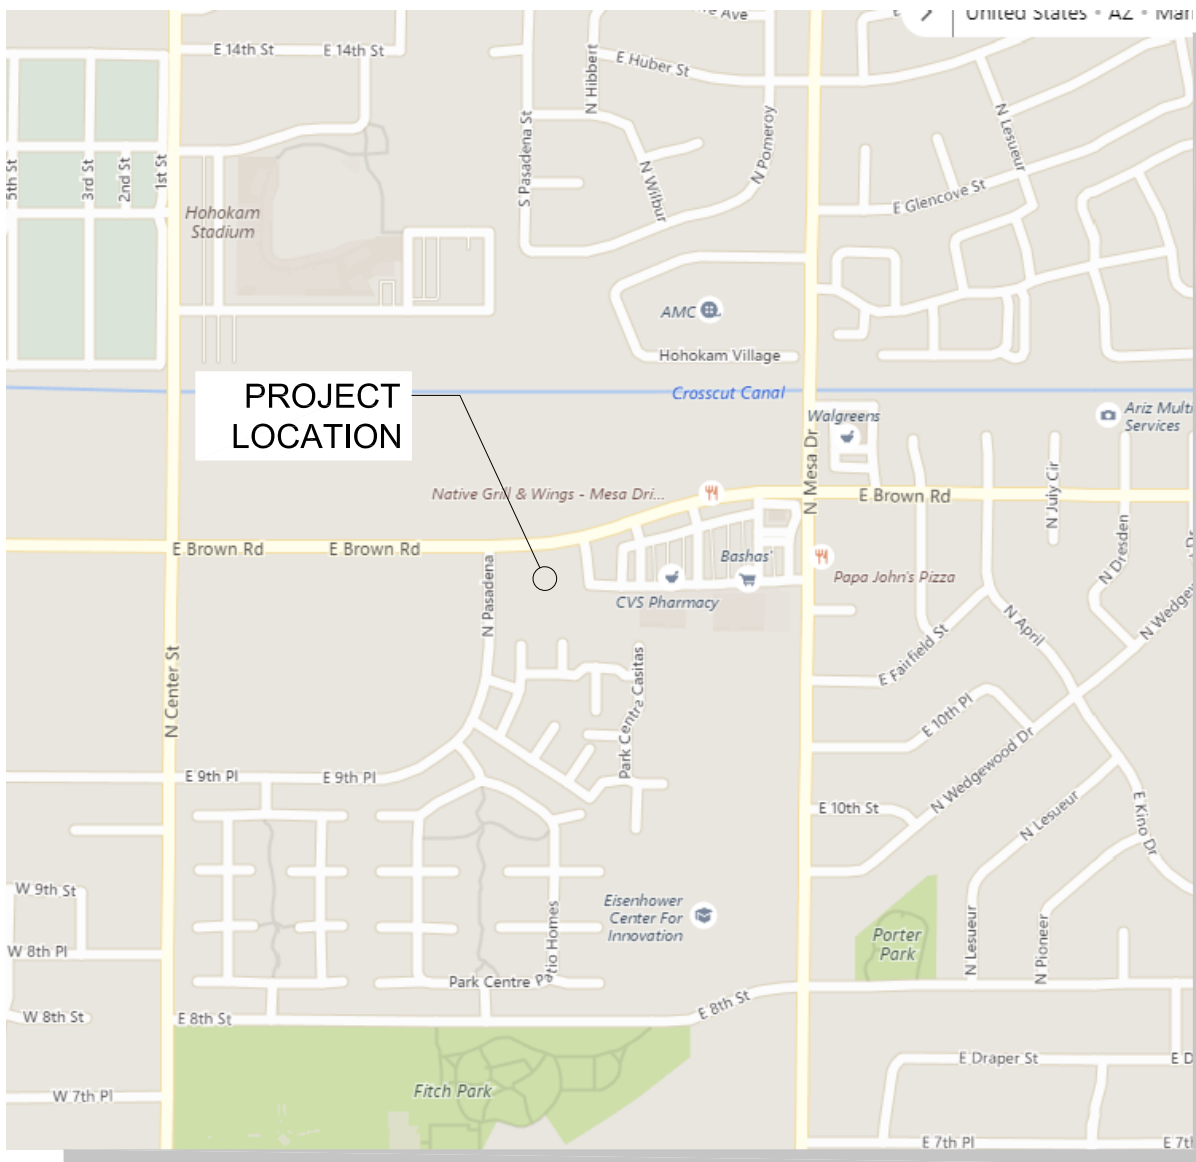 United States • AZ •
Ave
E 14th St
E 14th St
N Hibbert
E Huber St
N Lesueur
N Pomeroy
S Pasadena St
5th St
3rd St
2nd St
1st St
N Wilbur
E Glencove St
Hohokam
Stadium
AMC
Hohokam Village
Crosscut Canal
PROJECT
LOCATION
Walgreens
Ariz Multi
Services
N Mesa Dr
Native Grill & Wings - Mesa Dri...
E Brown Rd
N July Cir
N Dresden
E Brown Rd
E Brown Rd
N Pasadena
Bashas'
Papa John's Pizza
CVS Pharmacy
N Wedgew
N April
E Fairfield St
N Center St
Park Centra Casitas
E 10th Pl
N Wedgewood Dr
E 9th Pl
E 9th Pl
E 10th St
N Lesueur
E Kino Dr
W 9th St
Eisenhower
Center For
Innovation
Porter
Park
W 8th Pl
N Lesueur
N Pioneer
Park Centre Patio Homes
W 8th St
E 8th St
E 8th St
E Draper St
E D
Fitch Park
W 7th Pl
E 7th Pl
E 7th